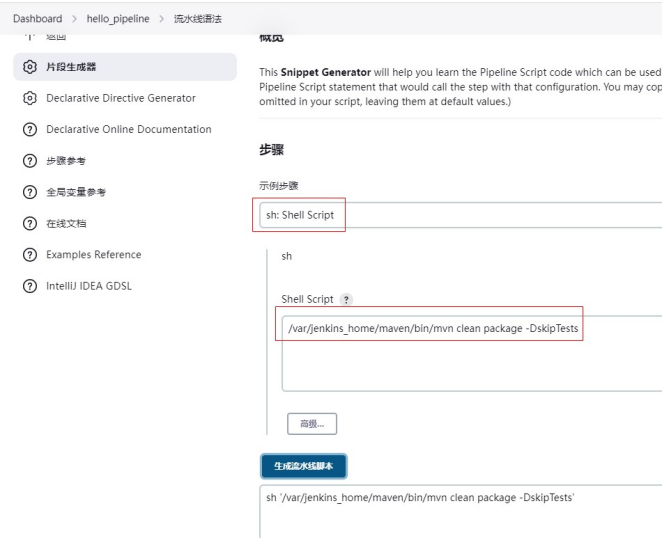 Dashboard > hello_pipeline > 流水线语法
返回
片段生成器
Declarative Directive Generator
Declarative Online Documentation
步骤参考
全局变量参考
在线文档
Examples Reference
IntelliJ IDEA GDSL
概览
This Snippet Generator will help you learn the Pipeline Script code which can be used
Pipeline Script statement that would call the step with that configuration. You may cop
omitted in your script, leaving them at default values.)
步骤
示例步骤
sh: Shell Script
sh
Shell Script ?
/var/jenkins_home/maven/bin/mvn clean package -DskipTests
高级...
生成流水线脚本
sh '/var/jenkins_home/maven/bin/mvn clean package -DskipTests'